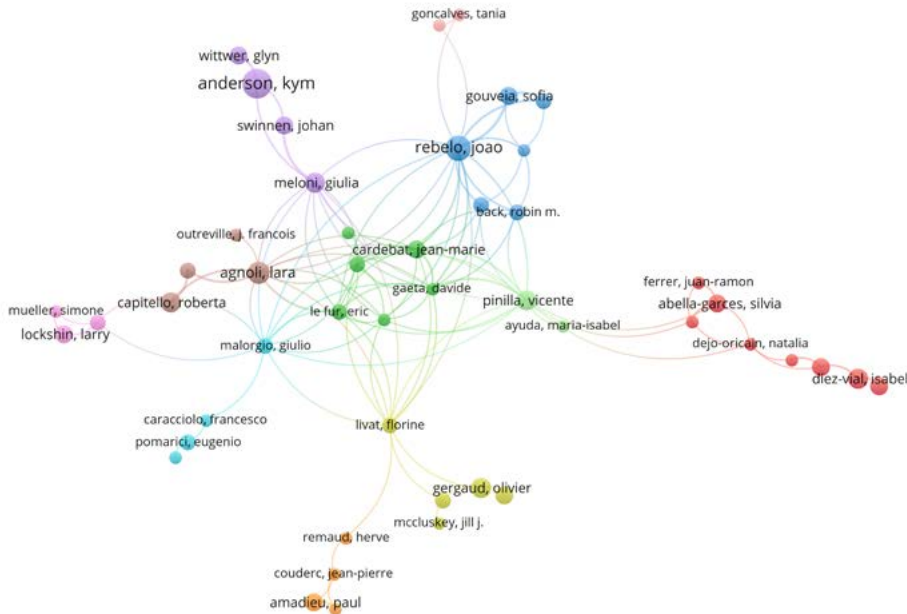 goncalves, tania
wittwer, glyn
anderson, kym
gouveia, sofia
swinnen, johan
rebelo, joao
meloni, giulia
back, robin m.
outreville, j. francois
cardebat, jean-marie
agnoli, lara
gaeta, davide
ferrer, juan-ramon
capitello, roberta
pinilla, vicente
abella-garces, silvia
mueller, simone
le fur, eric
ayuda, maria-isabel
lockshin, larry
malorgio, giulio
dejo-oricain, natalia
diez-vial, isabel
caracciolo, francesco
livat, florine
pomarici, eugenio
gergaud, olivier
mccluskey, jill j.
remaud, herve
couderc, jean-pierre
amadieu, paul